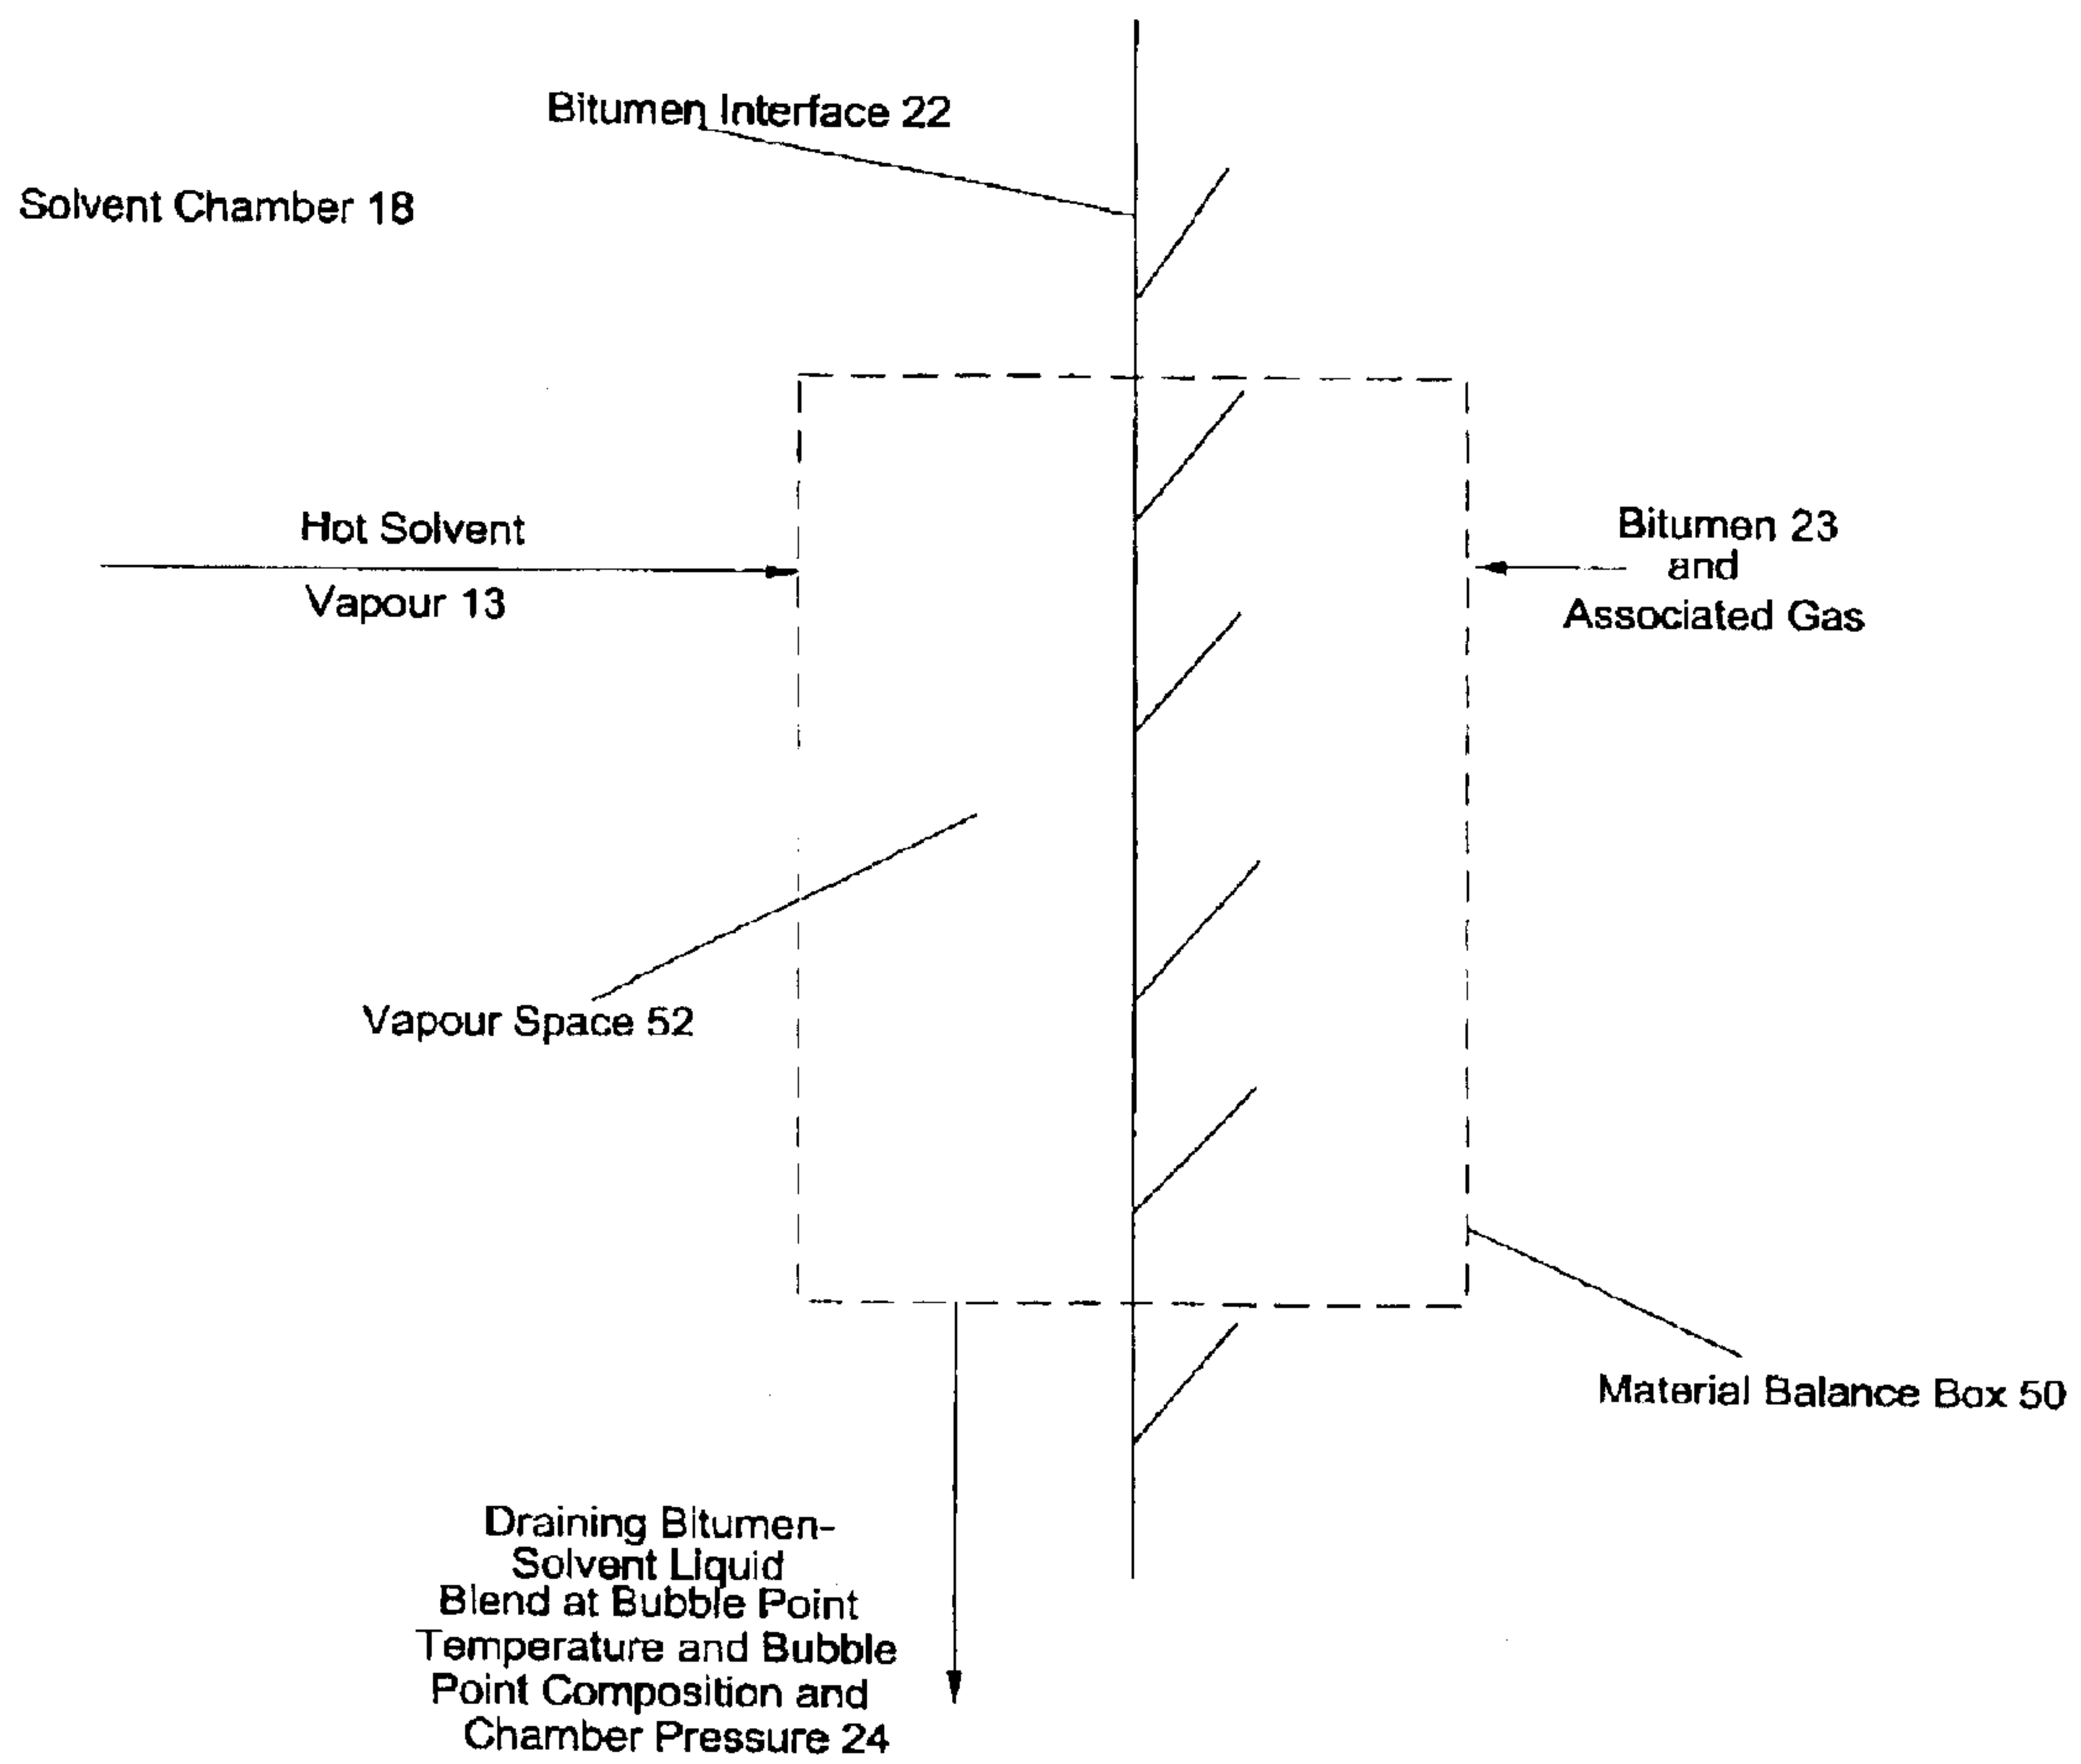 Bitumen Interface 22
Solvent Chamber 18
Hot Solvent
Vapour 13
Bitumen 23
and
Associated Gas
Vapour Space 52
Material Balance Box 50
Draining Bitumen-
Solvent Liquid
Blend at Bubble Point
Temperature and Bubble
Point Composition and
Chamber Pressure 24